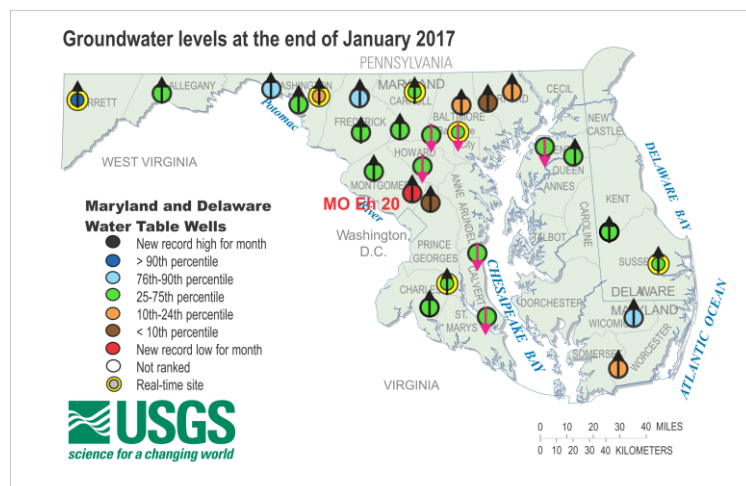 Groundwater levels at the end of January 2017
PENNSYLVANIA
ALLEGANY
WASHINGTON
MARYLAND
CARROLL
CECIL
Potomac
FREDERICK
BALTIMORE
City
NEW
CASTLE
WEST VIRGINIA
HOWARD
QUEEN
ANNES
DELAWARE BAY
MONTGOMERY
KENT
MO Eh 20
River
ANNE ARUNDEL
CAROLINE
Washington,
D.C.
TALBOT
PRINCE
GEORGES
SUSSEX
CHESAPEAKE BAY
CALVERT
CHARLES
DORCHESTER
DELAWARE
MARYLAND
ST.
MARYS
WICOMICO
ATLANTIC OCEAN
SOMERSET
WORCESTER
VIRGINIA
Maryland and Delaware
Water Table Wells
New record high for month
> 90th percentile
76th-90th percentile
25-75th percentile
10th-24th percentile
< 10th percentile
New record low for month
Not ranked
Real-time site
USGS
science for a changing world
0 10 20 30 40 MILES
0 10 20 30 40 KILOMETERS